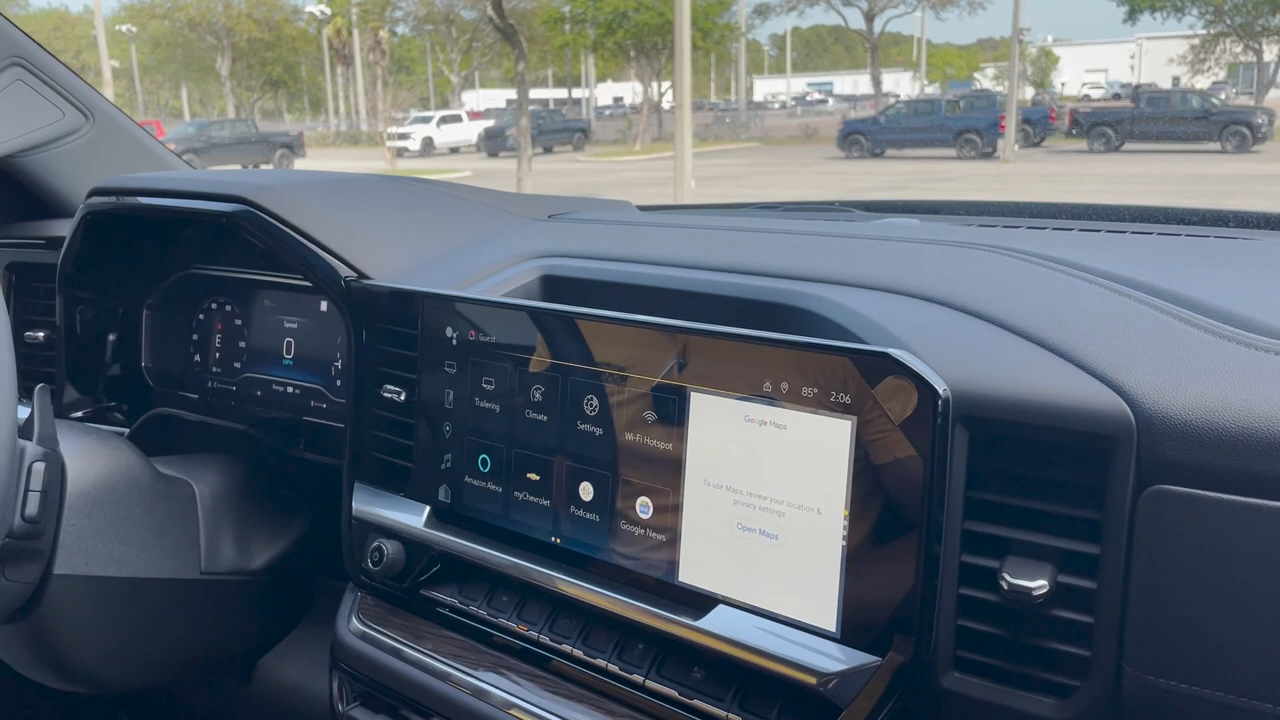 Speed
0
MPH
E
Guest
85° 2:06
Trailering
Climate
Settings
Wi-Fi Hotspot
Amazon Alexa
myChevrolet
Podcasts
Google News
Google Maps
To use Maps, review your location &
privacy settings
Open Maps